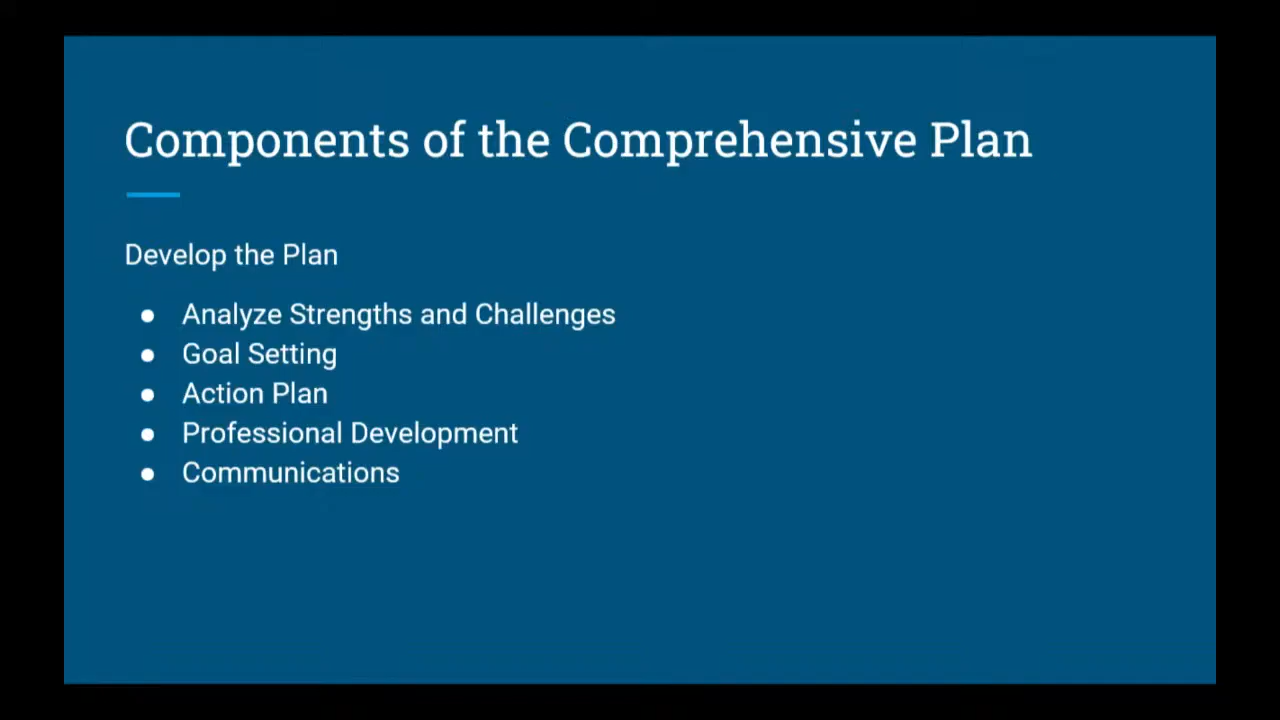 Components of the Comprehensive Plan
Develop the Plan
● Analyze Strengths and Challenges
● Goal Setting
● Action Plan
● Professional Development
● Communications